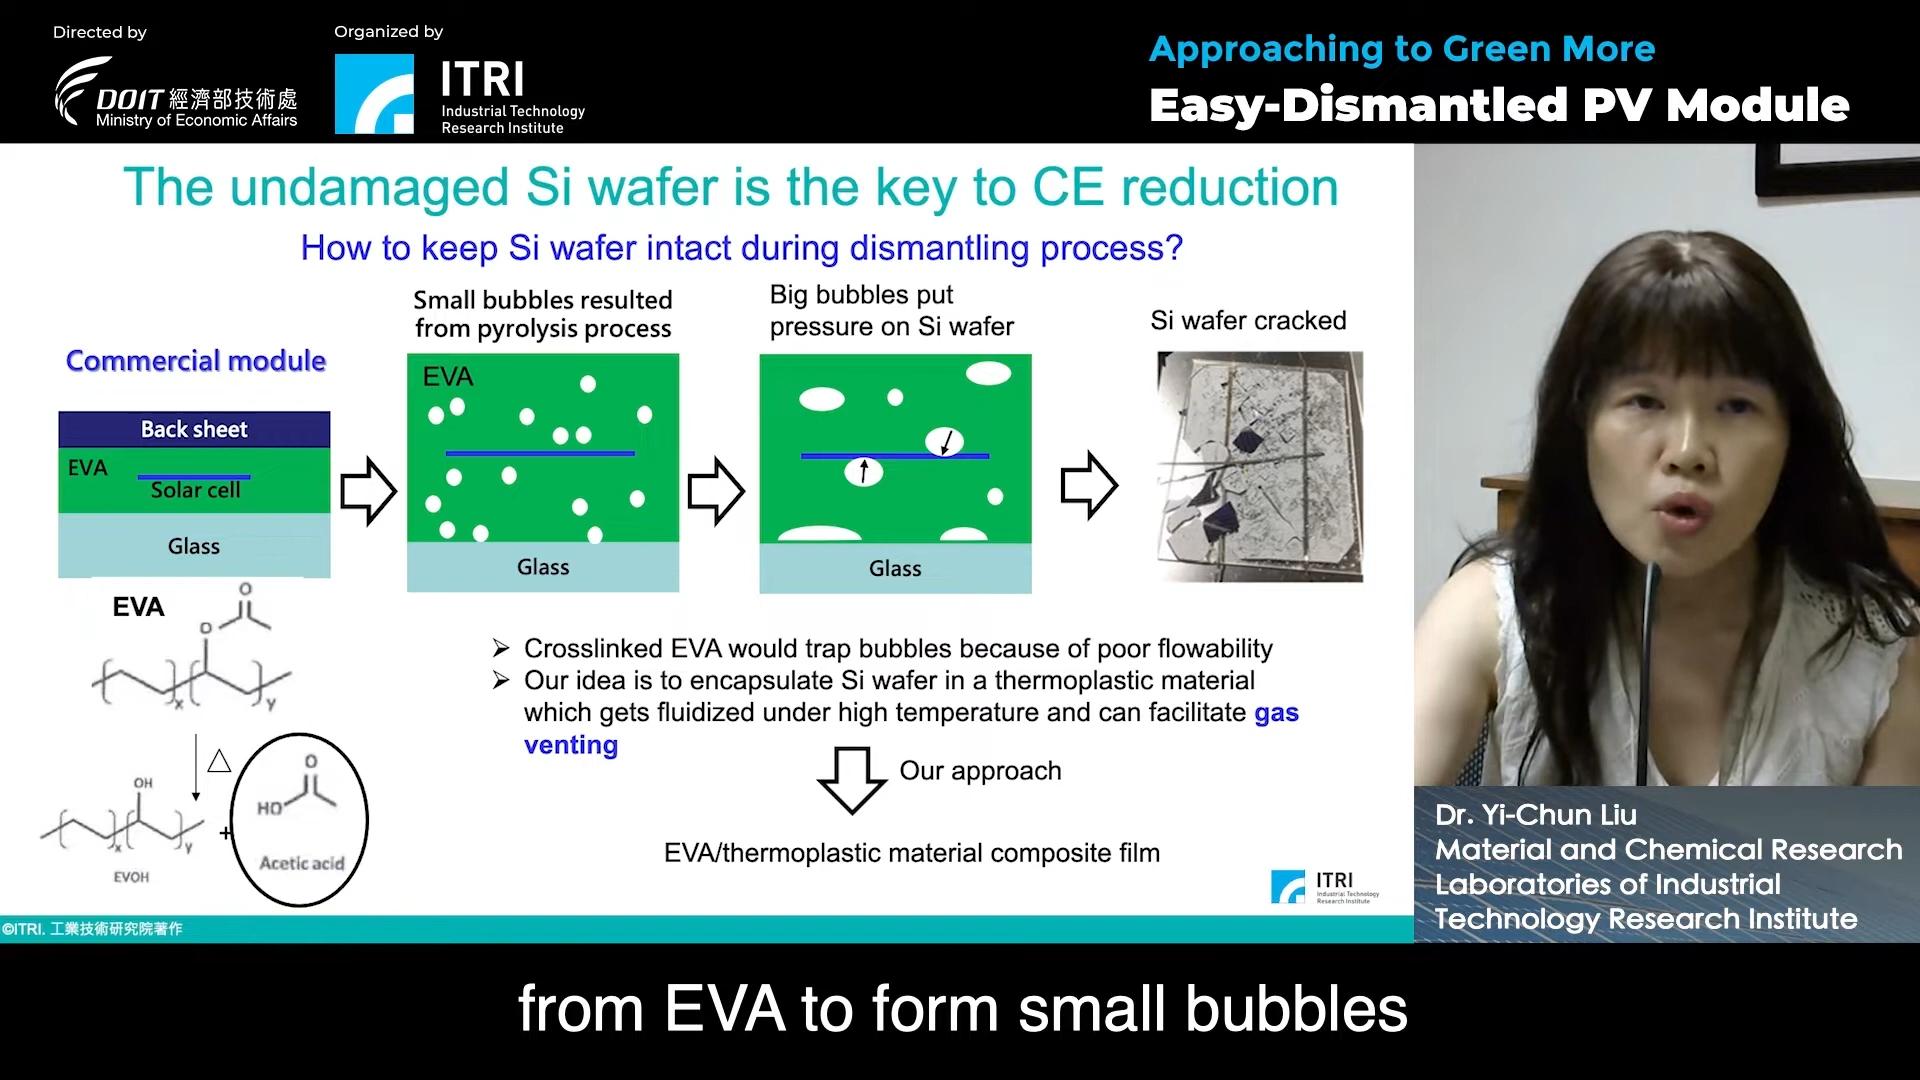 Directed by
DOIT 經濟部技術處
Ministry of Economic Affairs
Organized by
ITRI
Industrial Technology
Research Institute
Approaching to Green More
Easy-Dismantled PV Module
The undamaged Si wafer is the key to CE reduction
How to keep Si wafer intact during dismantling process?
Commercial module
Back sheet
EVA
Solar cell
Glass
Small bubbles resulted
from pyrolysis process
EVA
Glass
Big bubbles put
pressure on Si wafer
Glass
Si wafer cracked
EVA
O
O
x
y
△
OH
x
y
EVOH
+
O
HO
Acetic acid
➢ Crosslinked EVA would trap bubbles because of poor flowability
➢ Our idea is to encapsulate Si wafer in a thermoplastic material
which gets fluidized under high temperature and can facilitate gas
venting
Our approach
EVA/thermoplastic material composite film
ITRI
Industrial Technology
Research Institute
©ITRI. 工業技術研究院著作
Dr. Yi-Chun Liu
Material and Chemical Research
Laboratories of Industrial
Technology Research Institute
from EVA to form small bubbles